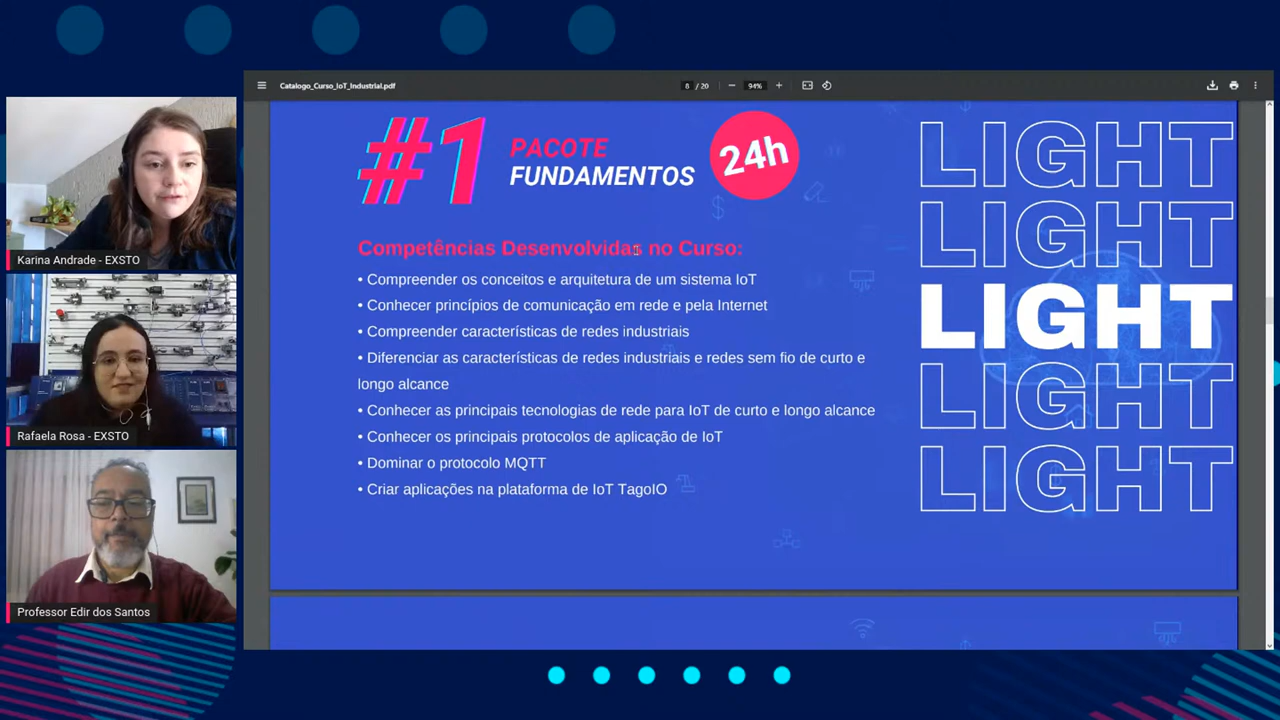 Catalogo_Curso_IoT_Industrial.pdf
8 / 20
94%
Karina Andrade - EXSTO
Rafaela Rosa - EXSTO
Professor Edir dos Santos
#1
PACOTE
FUNDAMENTOS
24h
Competências Desenvolvidas no Curso:
• Compreender os conceitos e arquitetura de um sistema IoT
• Conhecer princípios de comunicação em rede e pela Internet
• Compreender características de redes industriais
• Diferenciar as características de redes industriais e redes sem fio de curto e
longo alcance
• Conhecer as principais tecnologias de rede para IoT de curto e longo alcance
• Conhecer os principais protocolos de aplicação de IoT
• Dominar o protocolo MQTT
• Criar aplicações na plataforma de IoT TagoIO
LIGHT
LIGHT
LIGHT
LIGHT
LIGHT